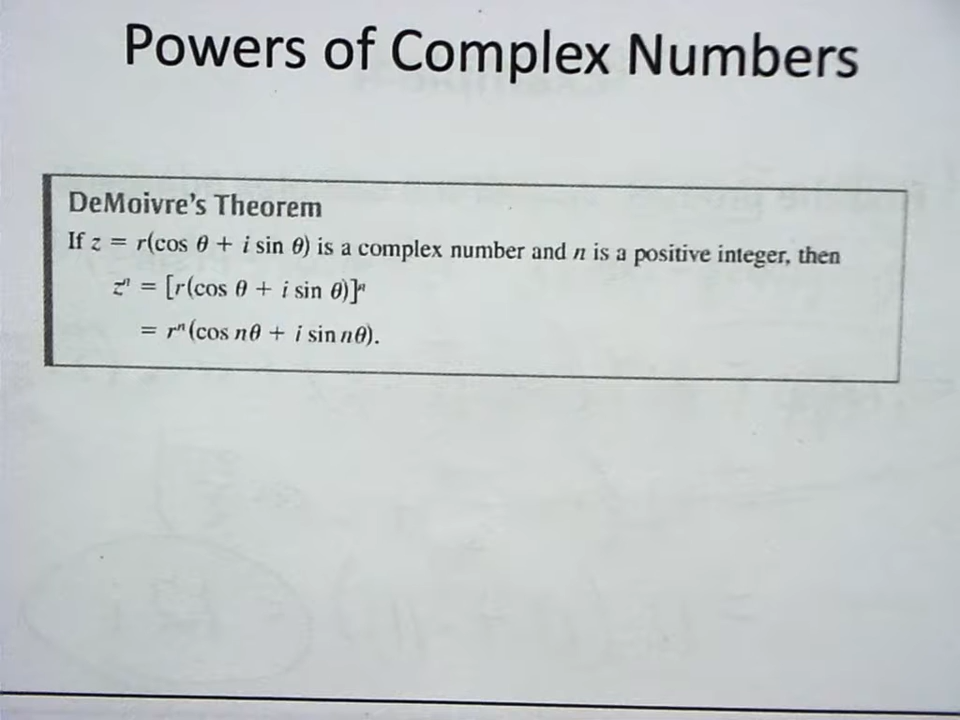 Powers of Complex Numbers
DeMoivre's Theorem
If z = r(cos θ + i sin θ) is a complex number and n is a positive integer, then
zⁿ = [r(cos θ + i sin θ)]ⁿ
= rⁿ(cos nθ + i sin nθ).